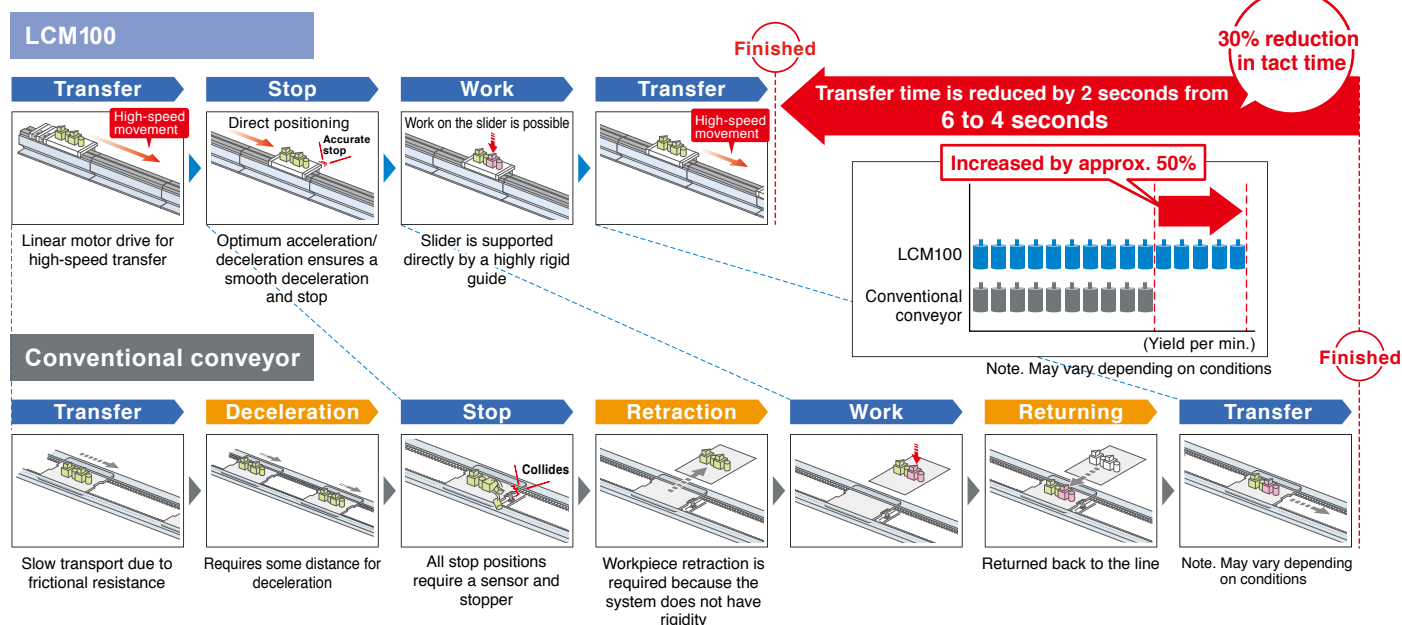 LCM100
Finished
30% reduction
in tact time
Transfer
Stop
Work
Transfer
Transfer time is reduced by 2 seconds from
6 to 4 seconds
High-speed
movement
Direct positioning
Accurate
stop
Work on the slider is possible
High-speed
movement
Linear motor drive for
high-speed transfer
Optimum acceleration/
deceleration ensures a
smooth deceleration
and stop
Slider is supported
directly by a highly rigid
guide
Increased by approx. 50%
LCM100
Conventional
conveyor
(Yield per min.)
Note. May vary depending on conditions
Finished
Conventional conveyor
Transfer
Deceleration
Stop
Retraction
Work
Returning
Transfer
Collides
Slow transport due to
frictional resistance
Requires some distance for
deceleration
All stop positions
require a sensor and
stopper
Workpiece retraction is
required because the
system does not have
rigidity
Returned back to the line
Note. May vary depending
on conditions